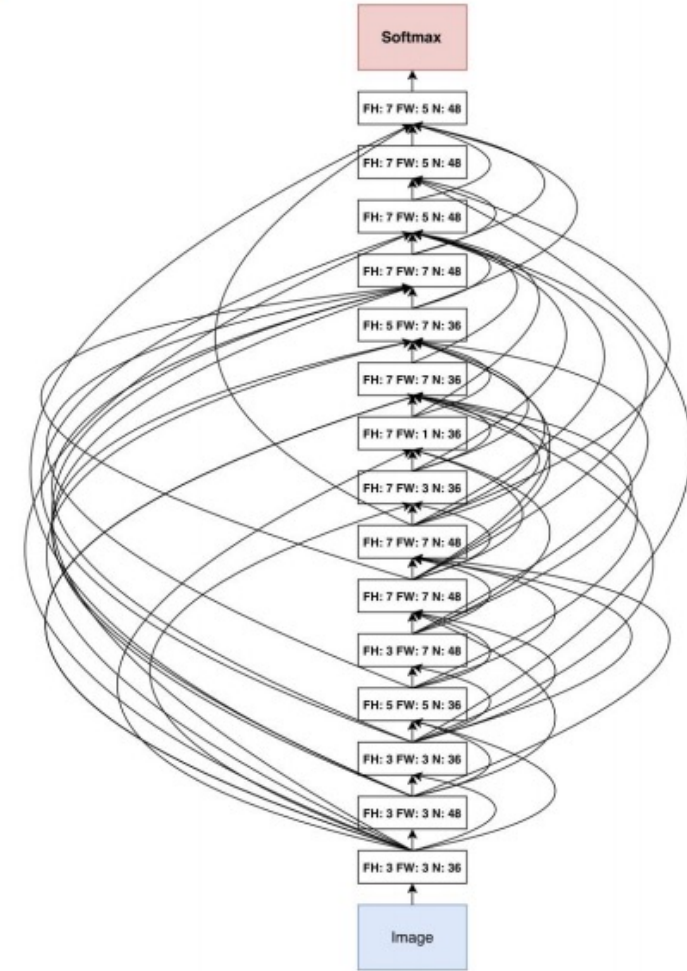 Softmax
FH: 7 FW: 5 N: 48
FH: 7 FW: 5 N: 48
FH: 7 FW: 5 N: 48
FH: 7 FW: 7 N: 48
FH: 5 FW: 7 N: 36
FH: 7 FW: 7 N: 36
FH: 7 FW: 1 N: 36
FH: 7 FW: 3 N: 36
FH: 7 FW: 7 N: 48
FH: 7 FW: 7 N: 48
FH: 3 FW: 7 N: 48
FH: 5 FW: 5 N: 36
FH: 3 FW: 3 N: 36
FH: 3 FW: 3 N: 48
FH: 3 FW: 3 N: 36
Image